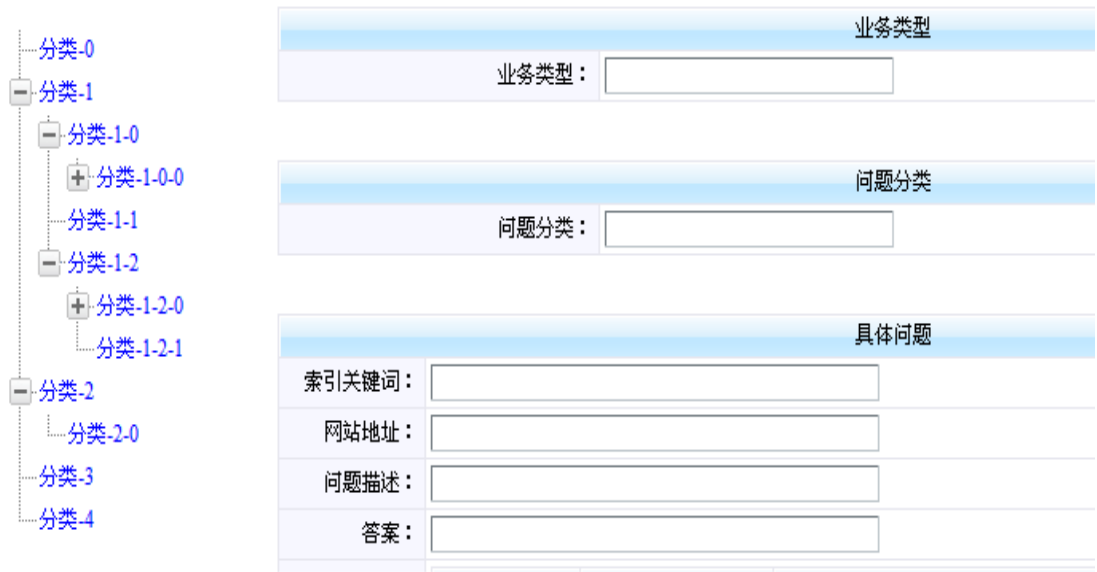 分类-0
分类-1
分类-1-0
分类-1-0-0
分类-1-1
分类-1-2
分类-1-2-0
分类-1-2-1
分类-2
分类-2-0
分类-3
分类-4
业务类型
业务类型：
问题分类
问题分类：
具体问题
索引关键词：
网站地址：
问题描述：
答案：